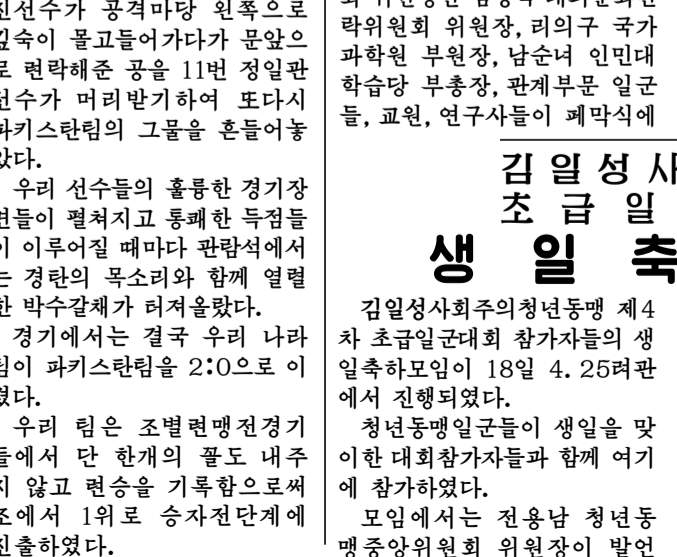 진선수가 공격마당 왼쪽으로
깊숙이 몰고들어가다가 문앞으
로 련락해준 공을 11번 정일관
선수가 머리받기하여 또다시
파키스탄팀의 그물을 흔들어놓
았다.
우리 선수들의 훌륭한 경기장
면들이 펼쳐지고 통쾌한 득점들
이 이루어질 때마다 관람석에서
는 경탄의 목소리와 함께 열렬
한 박수갈채가 터져올랐다.
경기에서는 결국 우리 나라
팀이 파키스탄팀을 2:0으로 이
겼다.
우리 팀은 조별련맹전경기
들에서 단 한개의 꼴도 내주
지 않고 련승을 기록함으로써
조에서 1위로 승자전단계에
진출하였다.
락위원회 위원장, 리의구 국가
과학원 부원장, 남순녀 인민대
학습당 부총장, 관계부문 일군
들, 교원, 연구사들이 페막식에
김일성사
초급일
생일축
김일성사회주의청년동맹 제4
차 초급일군대회 참가자들의 생
일축하모임이 18일 4.25려관
에서 진행되였다.
청년동맹일군들이 생일을 맞
이한 대회참가자들과 함께 여기
에 참가하였다.
모임에서는 전용남 청년동
맹중앙위원회 위원장이 발언